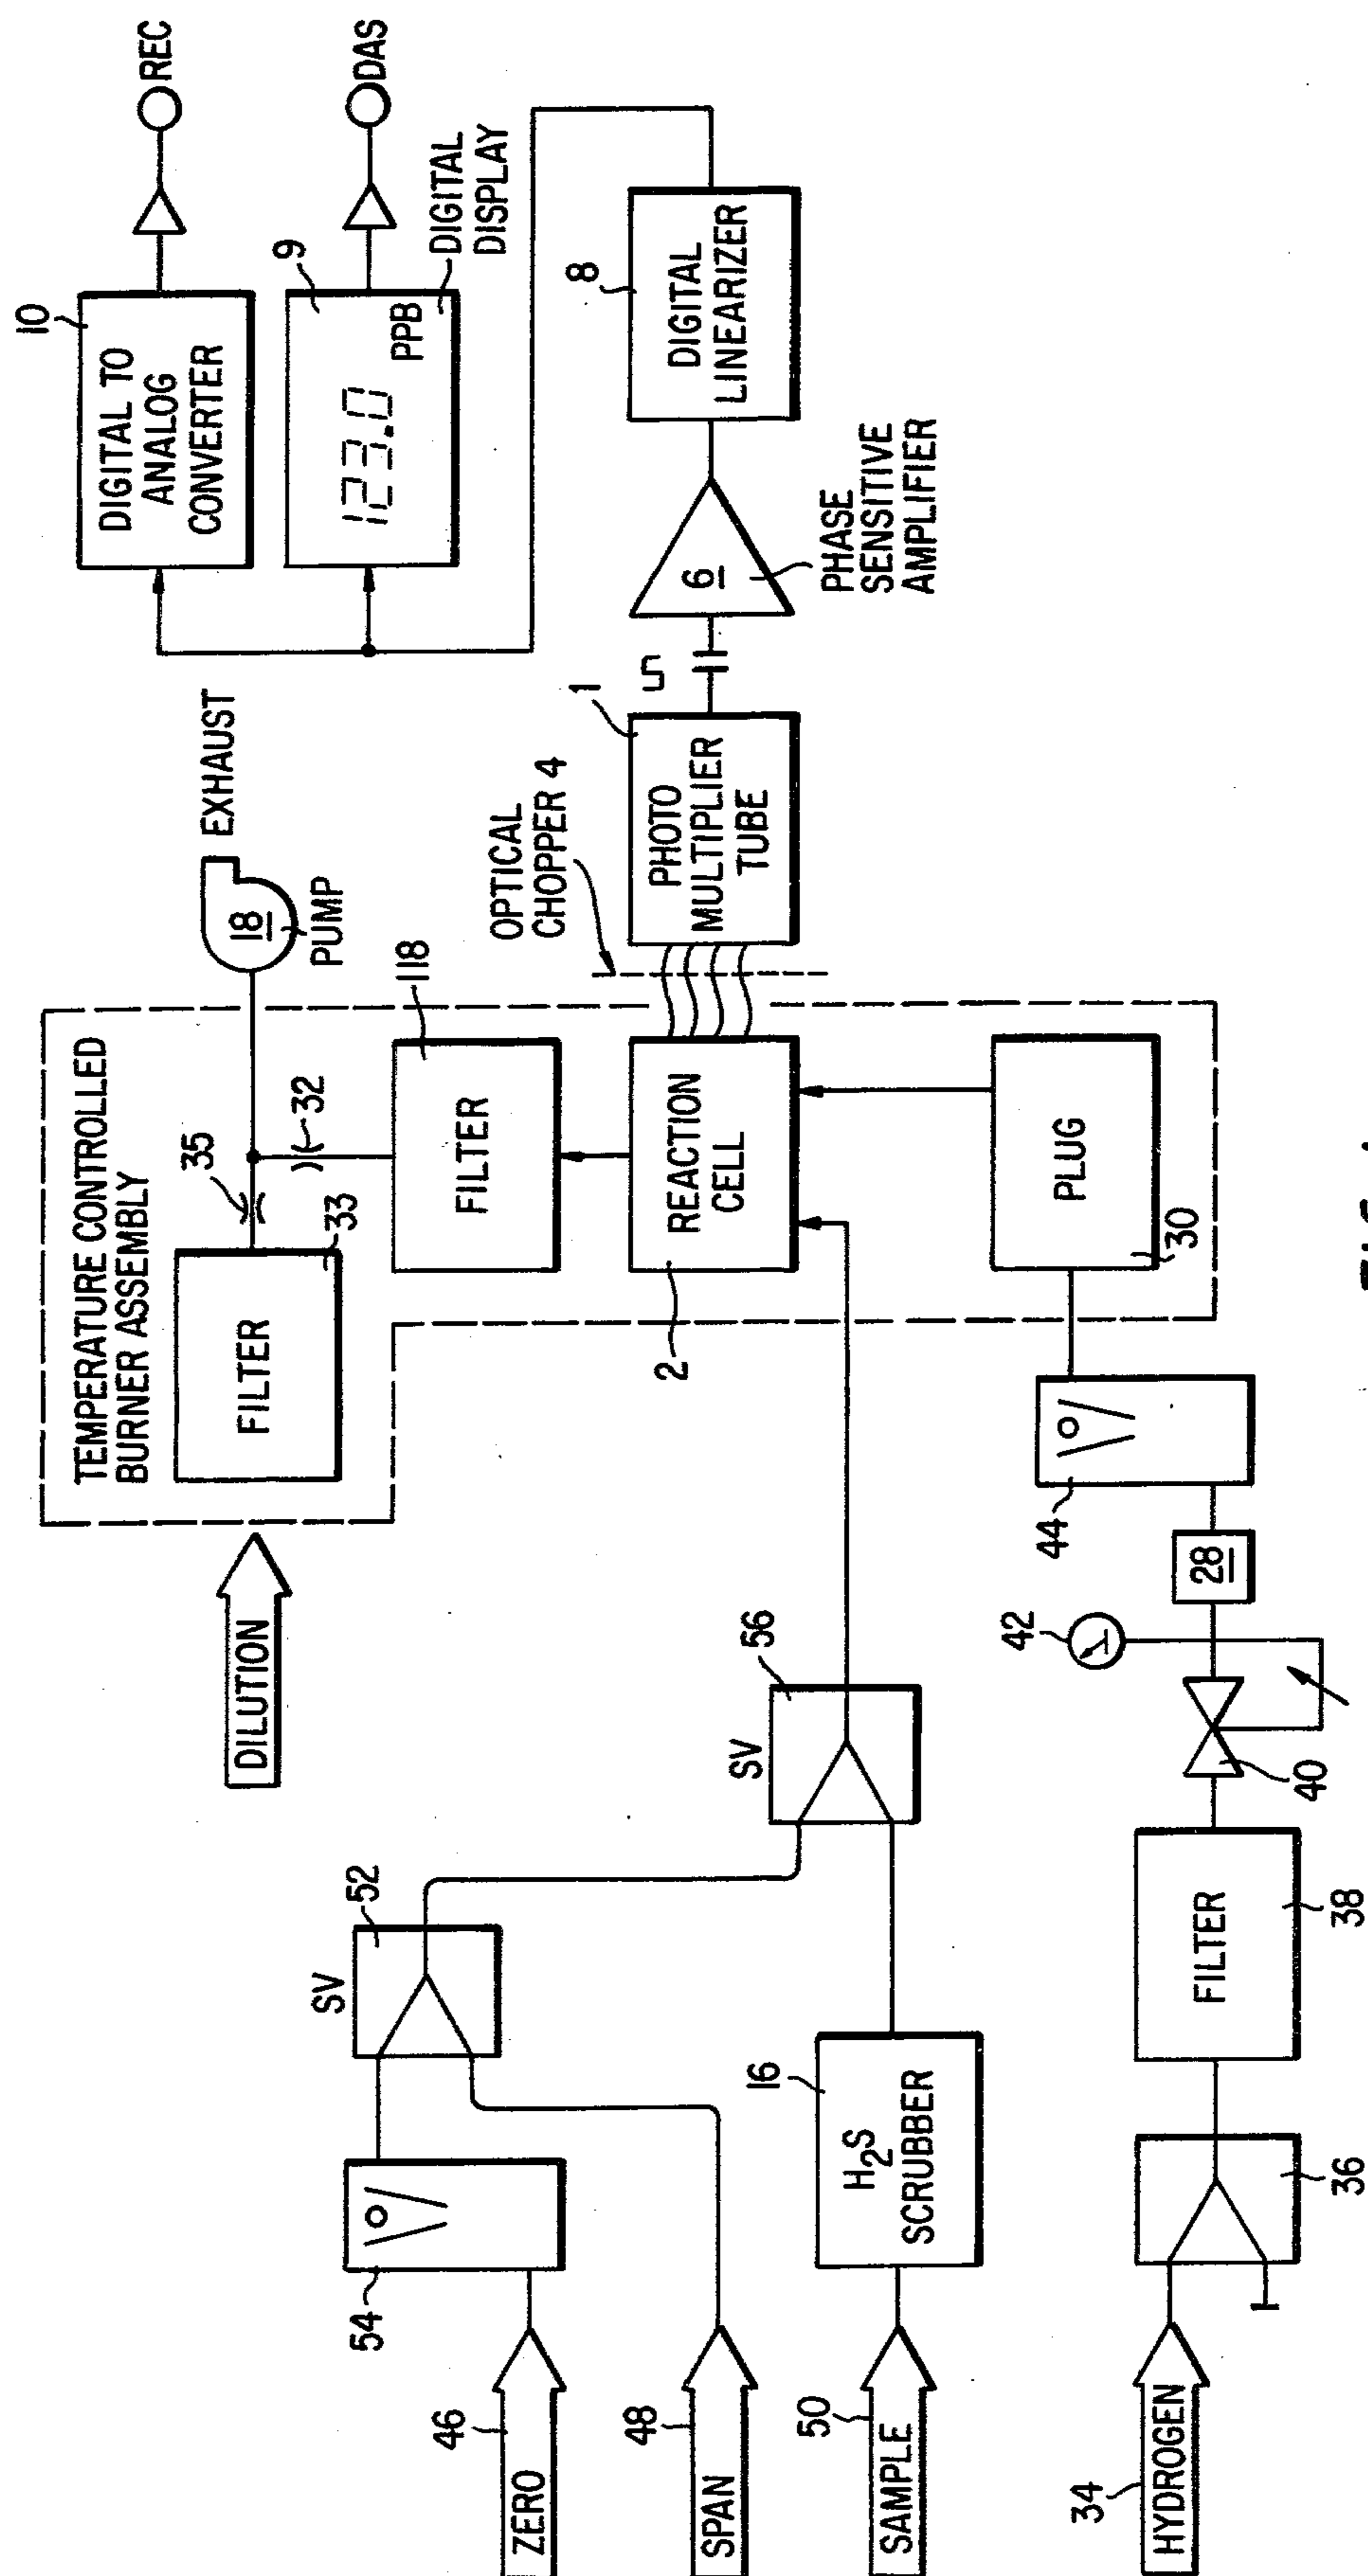 TEMPERATURE CONTROLLED
BURNER ASSEMBLY
DILUTION
FILTER
33
35
32
EXHAUST
18
PUMP
118
FILTER
REACTION
CELL
2
PLUG
30
OPTICAL
CHOPPER 4
1
PHOTO
MULTIPLIER
TUBE
5
6
PHASE
SENSITIVE
AMPLIFIER
8
DIGITAL
LINEARIZER
10
DIGITAL TO
ANALOG
CONVERTER
REC
9
123.0
PPB
DIGITAL
DISPLAY
DAS
46
ZERO
54
SV
52
48
SPAN
50
SAMPLE
16
H2S
SCRUBBER
SV
56
34
HYDROGEN
36
FILTER
38
40
42
28
44